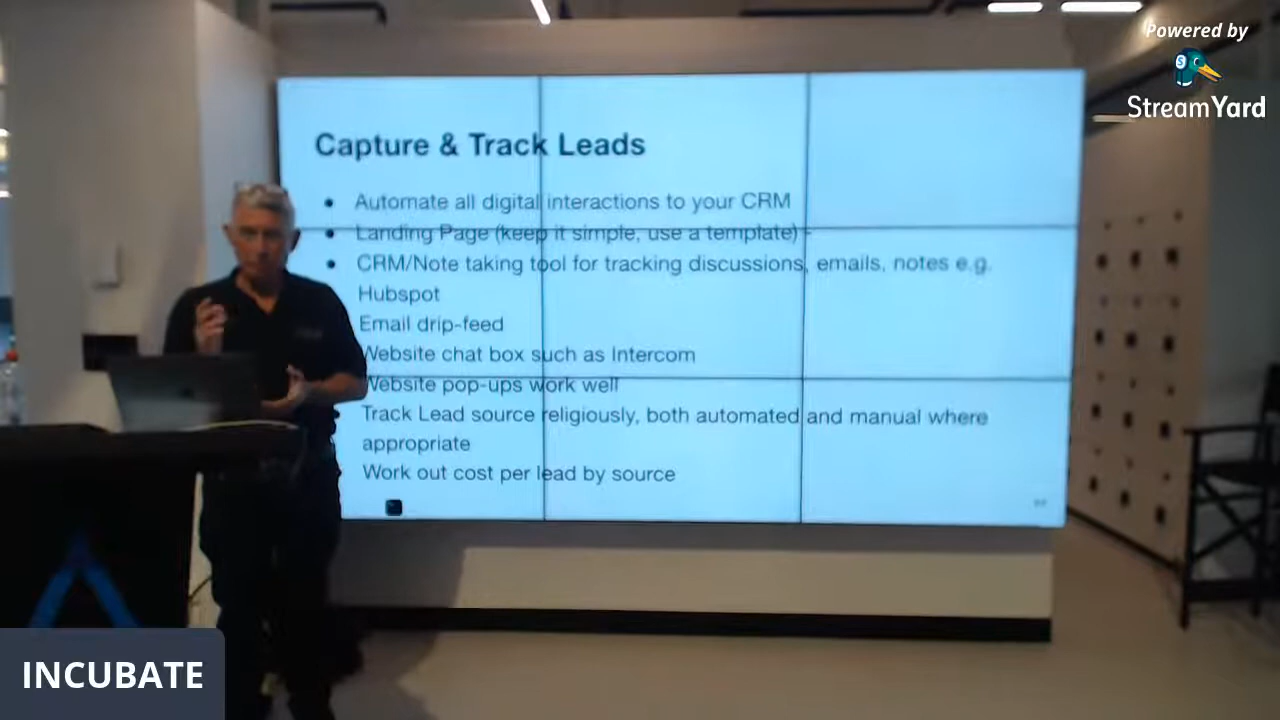 Powered by
StreamYard
Capture & Track Leads
Automate all digital interactions to your CRM
Landing Page (keep it simple, use a template) -
CRM/Note taking tool for tracking discussions, emails, notes e.g.
Hubspot
Email drip-feed
Website chat box such as Intercom
Website pop-ups work well
Track Lead source religiously, both automated and manual where
appropriate
Work out cost per lead by source
INCUBATE